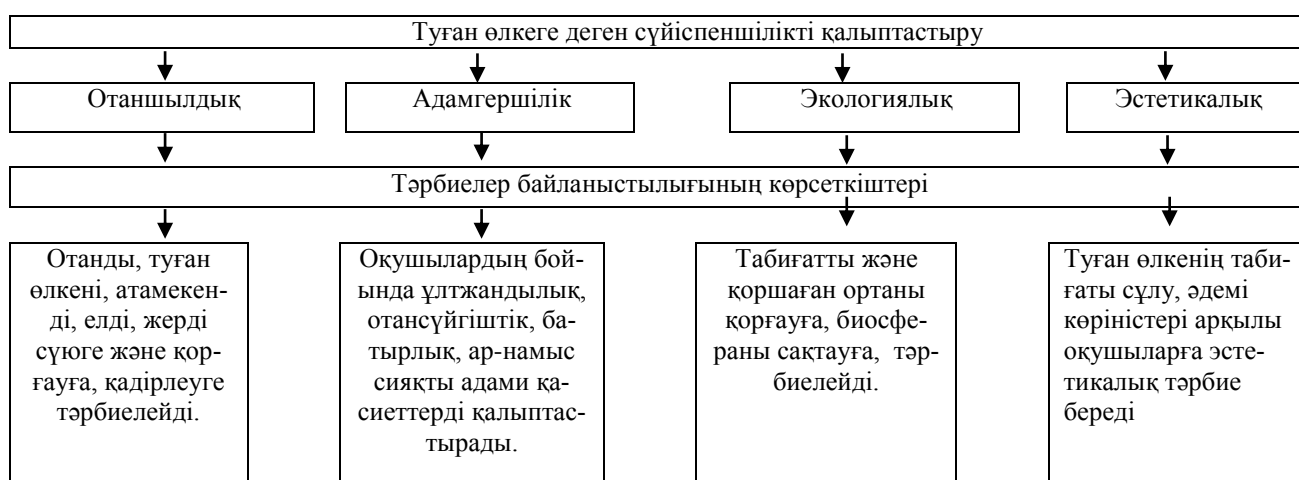 Туған өлкеге деген сүйіспеншілікті қалыптастыру
Отаншылдық
Адамгершілік
Экологиялық
Эстетикалық
Тәрбиелер байланыстылығының көрсеткіштері
Отанды, туған
өлкені, атамекен-
ді, елді, жерді
сүюге және қор-
ғауға, қадірлеуге
тәрбиелейді.
Оқушылардың бой-
ында ұлтжандылық,
отансүйгіштік, ба-
тырлық, ар-намыс
сияқты адами қа-
сиеттерді қалыптас-
тырады.
Табиғатты және
қоршаған ортаны
қорғауға, биосфе-
раны сақтауға, тәр-
биелейді.
Туған өлкенің таби-
ғаты сұлу, әдемі
көріністері арқылы
оқушыларға эсте-
тикалық тәрбие
береді